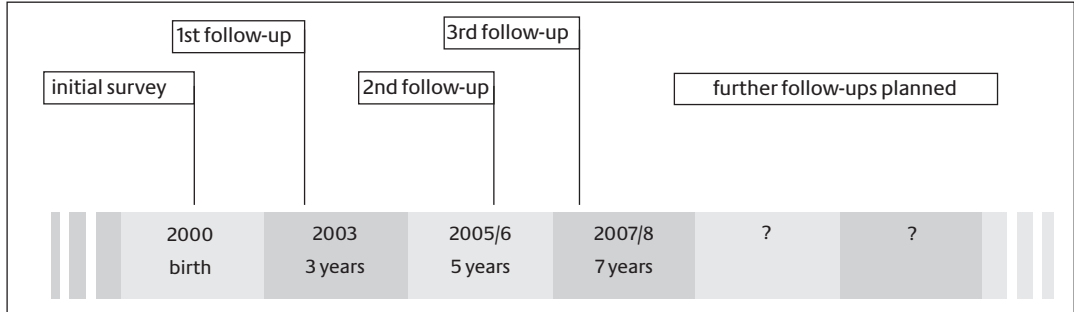 1st follow-up
3rd follow-up
initial survey
2nd follow-up
further follow-ups planned
2000
birth
2003
3 years
2005/6
5 years
2007/8
7 years
?
?